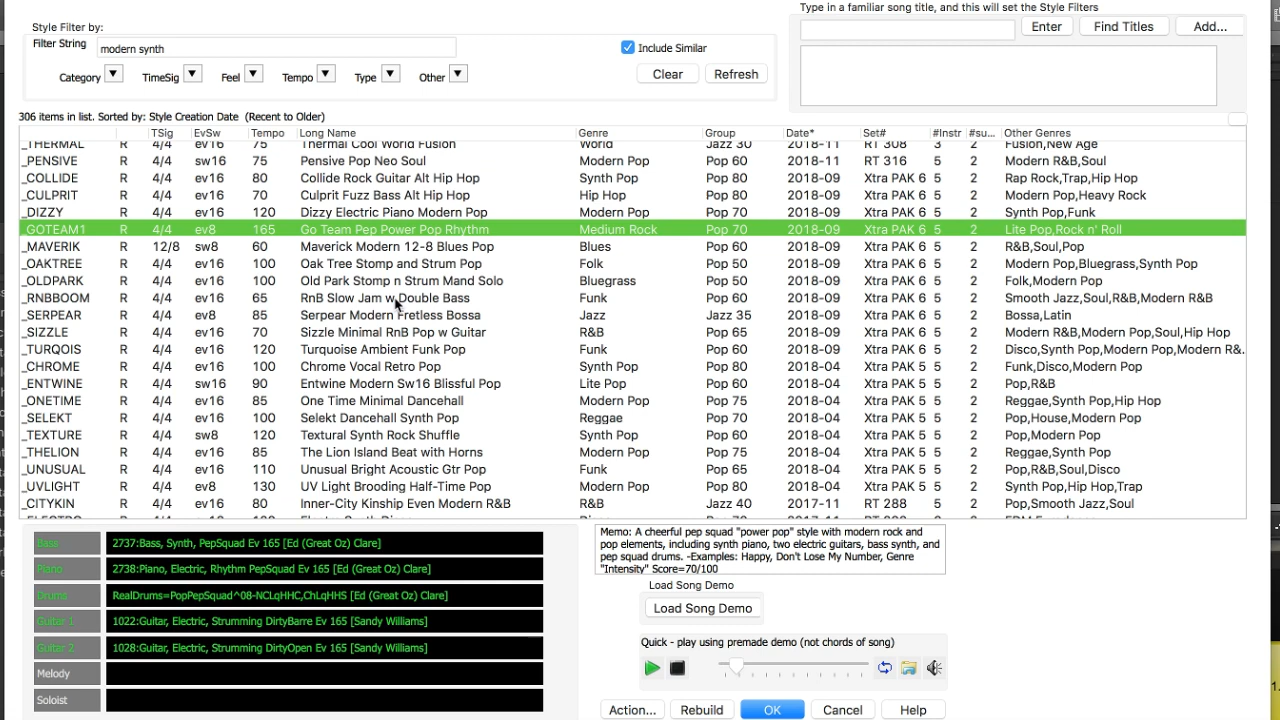 Type in a familiar song title, and this will set the Style Filters
Style Filter by:
Filter String modern synth
Enter Find Titles Add...
Include Similar
Category TimeSig Feel Tempo Type Other
Clear Refresh
306 items in list. Sorted by: Style Creation Date (Recent to Older)
TSig EvSw Tempo Long Name Genre Group Date* Set# #Instr #su... Other Genres
_THERMAL R 4/4 ev16 75 Thermal Cool World Fusion World Jazz 30 2018-11 RT 308 3 2 Fusion,New Age
_PENSIVE R 4/4 sw16 75 Pensive Pop Neo Soul Modern Pop Pop 60 2018-11 RT 316 5 2 Modern R&B,Soul
_COLLIDE R 4/4 ev16 80 Collide Rock Guitar Alt Hip Hop Synth Pop Pop 80 2018-09 Xtra PAK 6 5 2 Rap Rock,Trap,Hip Hop
_CULPRIT R 4/4 ev16 70 Culprit Fuzz Bass Alt Hip Hop Hip Hop Pop 80 2018-09 Xtra PAK 6 5 2 Modern Pop,Heavy Rock
_DIZZY R 4/4 ev16 120 Dizzy Electric Piano Modern Pop Modern Pop Pop 70 2018-09 Xtra PAK 6 5 2 Synth Pop,Funk
_GOTEAM1 R 4/4 ev8 165 Go Team Pep Power Pop Rhythm Medium Rock Pop 70 2018-09 Xtra PAK 6 5 2 Lite Pop,Rock n' Roll
_MAVERIK R 12/8 sw8 60 Maverick Modern 12-8 Blues Pop Blues Pop 60 2018-09 Xtra PAK 6 5 2 R&B,Soul,Pop
_OAKTREE R 4/4 ev16 100 Oak Tree Stomp and Strum Pop Folk Pop 50 2018-09 Xtra PAK 6 5 2 Modern Pop,Bluegrass,Synth Pop
_OLDPARK R 4/4 ev16 100 Old Park Stomp n Strum Mand Solo Bluegrass Pop 50 2018-09 Xtra PAK 6 5 2 Folk,Modern Pop
_RNBBOOM R 4/4 ev16 65 RnB Slow Jam w Double Bass Funk Pop 60 2018-09 Xtra PAK 6 5 2 Smooth Jazz,Soul,R&B,Modern R&B
_SERPEAR R 4/4 ev8 85 Serpear Modern Fretless Bossa Jazz Jazz 35 2018-09 Xtra PAK 6 5 2 Bossa,Latin
_SIZZLE R 4/4 ev16 70 Sizzle Minimal RnB Pop w Guitar R&B Pop 65 2018-09 Xtra PAK 6 5 2 Modern R&B,Modern Pop,Soul,Hip Hop
_TURQOIS R 4/4 ev16 120 Turquoise Ambient Funk Pop Funk Pop 60 2018-09 Xtra PAK 6 5 2 Disco,Synth Pop,Modern Pop,Modern R&.
_CHROME R 4/4 ev16 100 Chrome Vocal Retro Pop Synth Pop Pop 80 2018-04 Xtra PAK 5 5 2 Funk,Disco,Modern Pop
_ENTWINE R 4/4 sw16 90 Entwine Modern Sw16 Blissful Pop Lite Pop Pop 60 2018-04 Xtra PAK 5 5 2 Pop,R&B
_ONETIME R 4/4 ev16 85 One Time Minimal Dancehall Modern Pop Pop 75 2018-04 Xtra PAK 5 5 2 Reggae,Synth Pop,Hip Hop
_SELEKT R 4/4 ev16 100 Selekt Dancehall Synth Pop Reggae Pop 70 2018-04 Xtra PAK 5 5 2 Pop,House,Modern Pop
_TEXTURE R 4/4 sw8 120 Textural Synth Rock Shuffle Synth Pop Pop 60 2018-04 Xtra PAK 5 5 2 Pop,Modern Pop
_THELION R 4/4 ev16 85 The Lion Island Beat with Horns Modern Pop Pop 75 2018-04 Xtra PAK 5 5 2 Reggae,Synth Pop
_UNUSUAL R 4/4 ev16 110 Unusual Bright Acoustic Gtr Pop Funk Pop 65 2018-04 Xtra PAK 5 5 2 Pop,R&B,Soul,Disco
_UVLIGHT R 4/4 ev8 130 UV Light Brooding Half-Time Pop Modern Pop Pop 80 2018-04 Xtra PAK 5 5 2 Synth Pop,Hip Hop,Trap
_CITYKIN R 4/4 ev16 80 Inner-City Kinship Even Modern R&B R&B Jazz 40 2017-11 RT 288 5 2 Pop,Smooth Jazz,Soul
Bass 2737:Bass, Synth, PepSquad Ev 165 [Ed (Great Oz) Clare]
Piano 2738:Piano, Electric, Rhythm PepSquad Ev 165 [Ed (Great Oz) Clare]
Drums RealDrums=PopPepSquad^08-NCLqHHC,ChLqHHS [Ed (Great Oz) Clare]
Guitar 1 1022:Guitar, Electric, Strumming DirtyBarre Ev 165 [Sandy Williams]
Guitar 2 1028:Guitar, Electric, Strumming DirtyOpen Ev 165 [Sandy Williams]
Melody
Soloist
Memo: A cheerful pep squad "power pop" style with modern rock and
pop elements, including synth piano, two electric guitars, bass synth, and
pep squad drums. -Examples: Happy, Don't Lose My Number, Genre
"Intensity" Score=70/100
Load Song Demo
Load Song Demo
Quick - play using premade demo (not chords of song)
Action... Rebuild OK Cancel Help